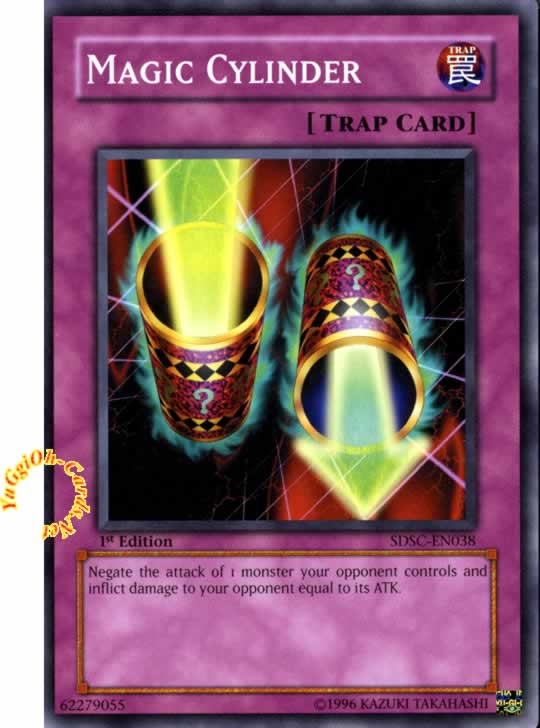 MAGIC CYLINDER
TRAP
罠
[TRAP CARD]
?
?
YuGgiOh-Cards.Net
1st Edition
SDSC-EN038
Negate the attack of 1 monster your opponent controls and
inflict damage to your opponent equal to its ATK.
62279055
©1996 KAZUKI TAKAHASHI